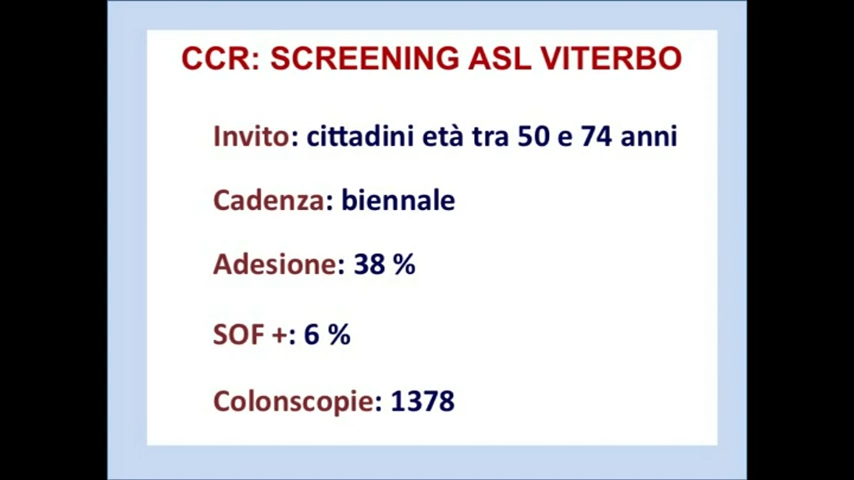 CCR: SCREENING ASL VITERBO
Invito: cittadini età tra 50 e 74 anni
Cadenza: biennale
Adesione: 38 %
SOF +: 6 %
Colonscopie: 1378